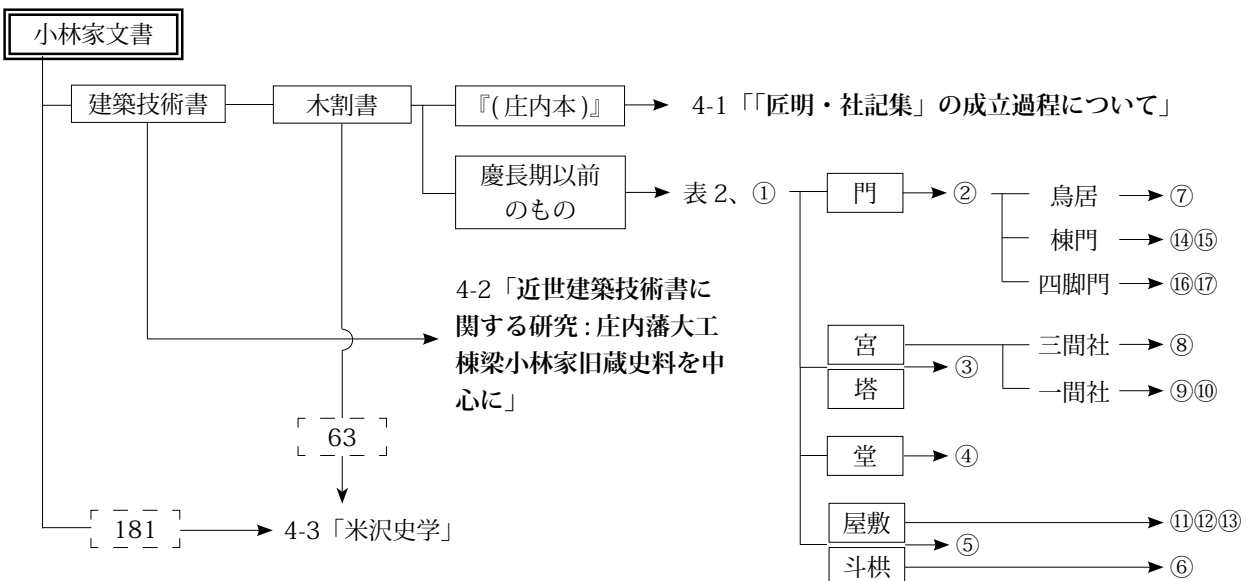 小林家文書
建築技術書
木割書
『(庄内本)』
4-1「「匠明・社記集」の成立過程について」
慶長期以前
のもの
表 2、①
門
②
鳥居
⑦
棟門
⑭⑮
四脚門
⑯⑰
4-2「近世建築技術書に
関する研究 : 庄内藩大工
棟梁小林家旧蔵史料を中
心に」
宮
塔
③
三間社
⑧
一間社
⑨⑩
堂
④
屋敷
⑪⑫⑬
斗栱
⑤
⑥
63
181
4-3「米沢史学」